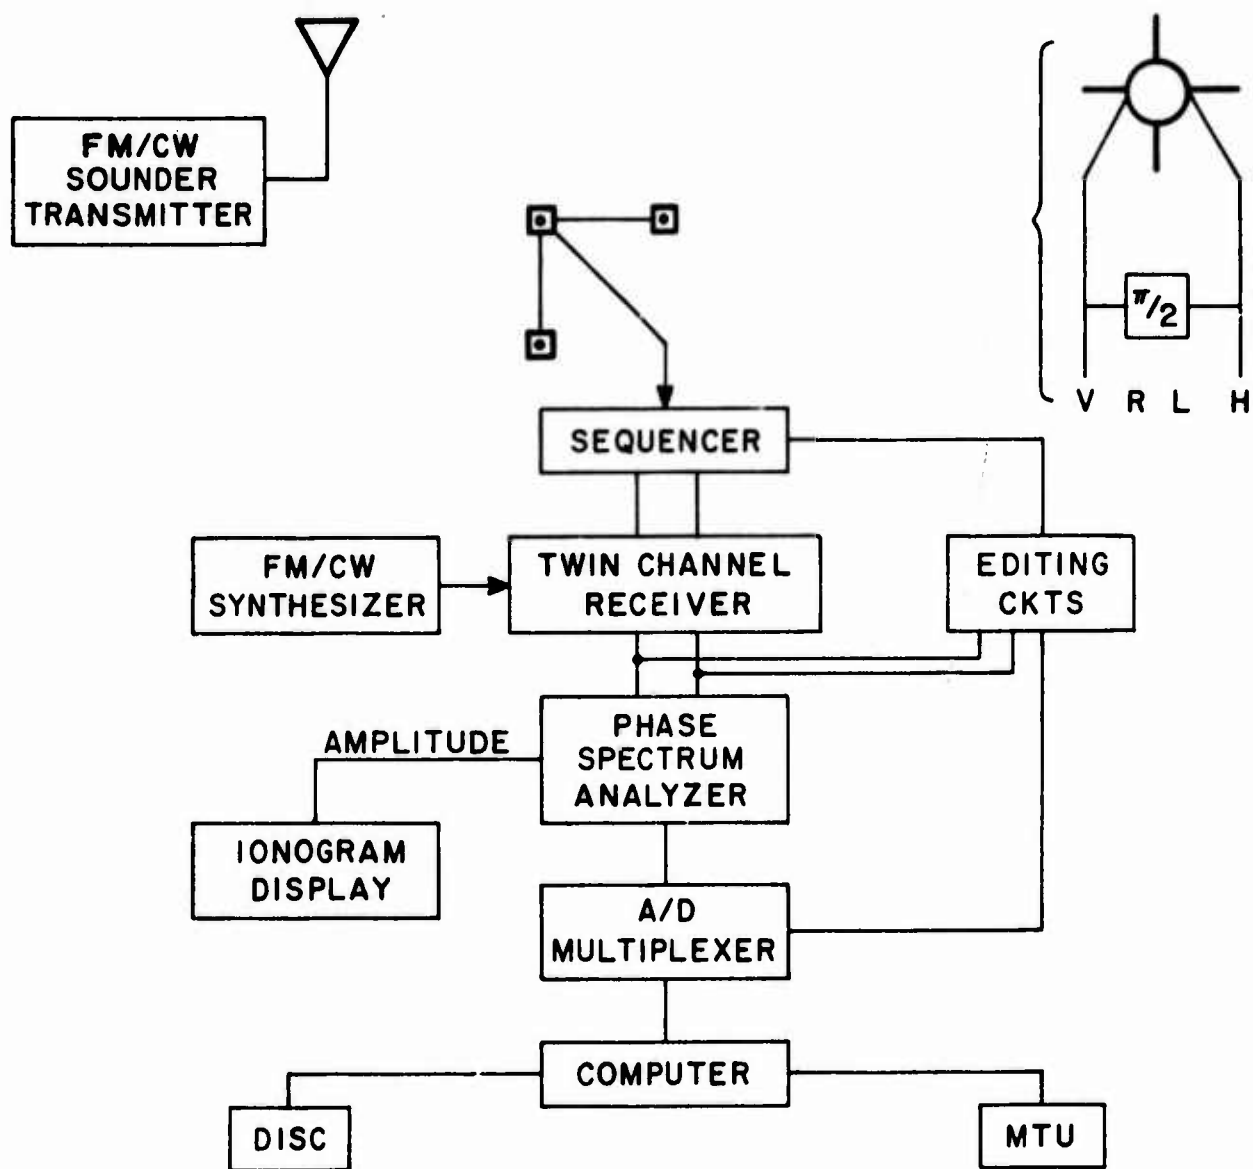 FM/CW
SOUNDER
TRANSMITTER
π/2
V R L H
SEQUENCER
FM/CW
SYNTHESIZER
TWIN CHANNEL
RECEIVER
EDITING
CKTS
AMPLITUDE
PHASE
SPECTRUM
ANALYZER
IONOGRAM
DISPLAY
A/D
MULTIPLEXER
COMPUTER
DISC
MTU